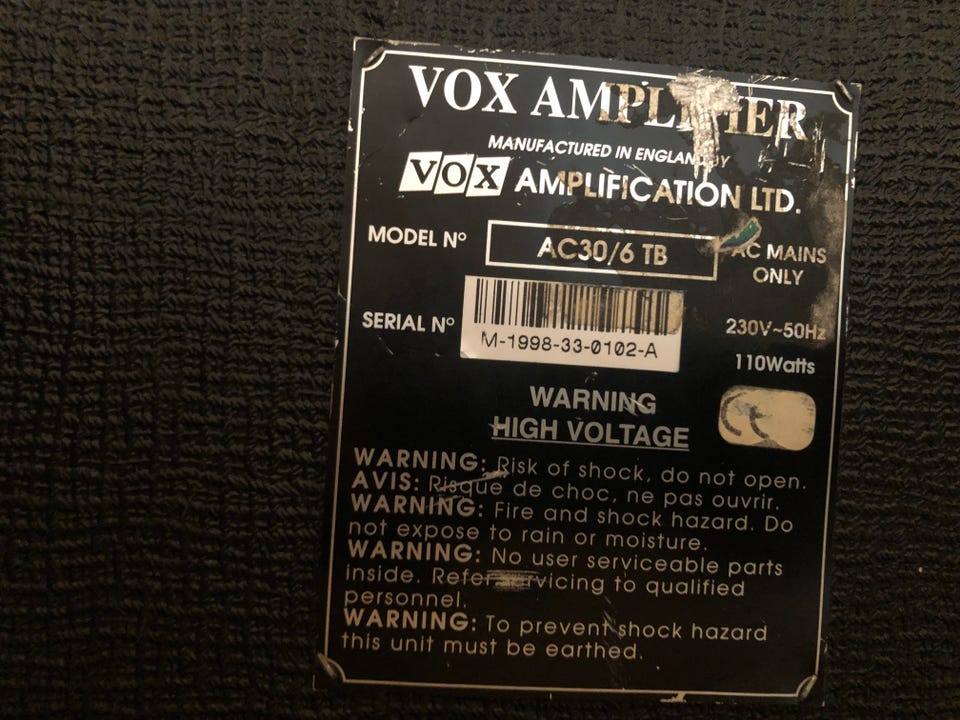 VOX AMPLIFIER
MANUFACTURED IN ENGLAND BY
VOX AMPLIFICATION LTD.
MODEL Nº AC30/6 TB AC MAINS
ONLY
SERIAL Nº M-1998-33-0102-A 230V~50Hz
110Watts
WARNING
HIGH VOLTAGE CE
WARNING: Risk of shock, do not open.
AVIS: Risque de choc, ne pas ouvrir.
WARNING: Fire and shock hazard. Do
not expose to rain or moisture.
WARNING: No user serviceable parts
inside. Refer servicing to qualified
personnel.
WARNING: To prevent shock hazard
this unit must be earthed.